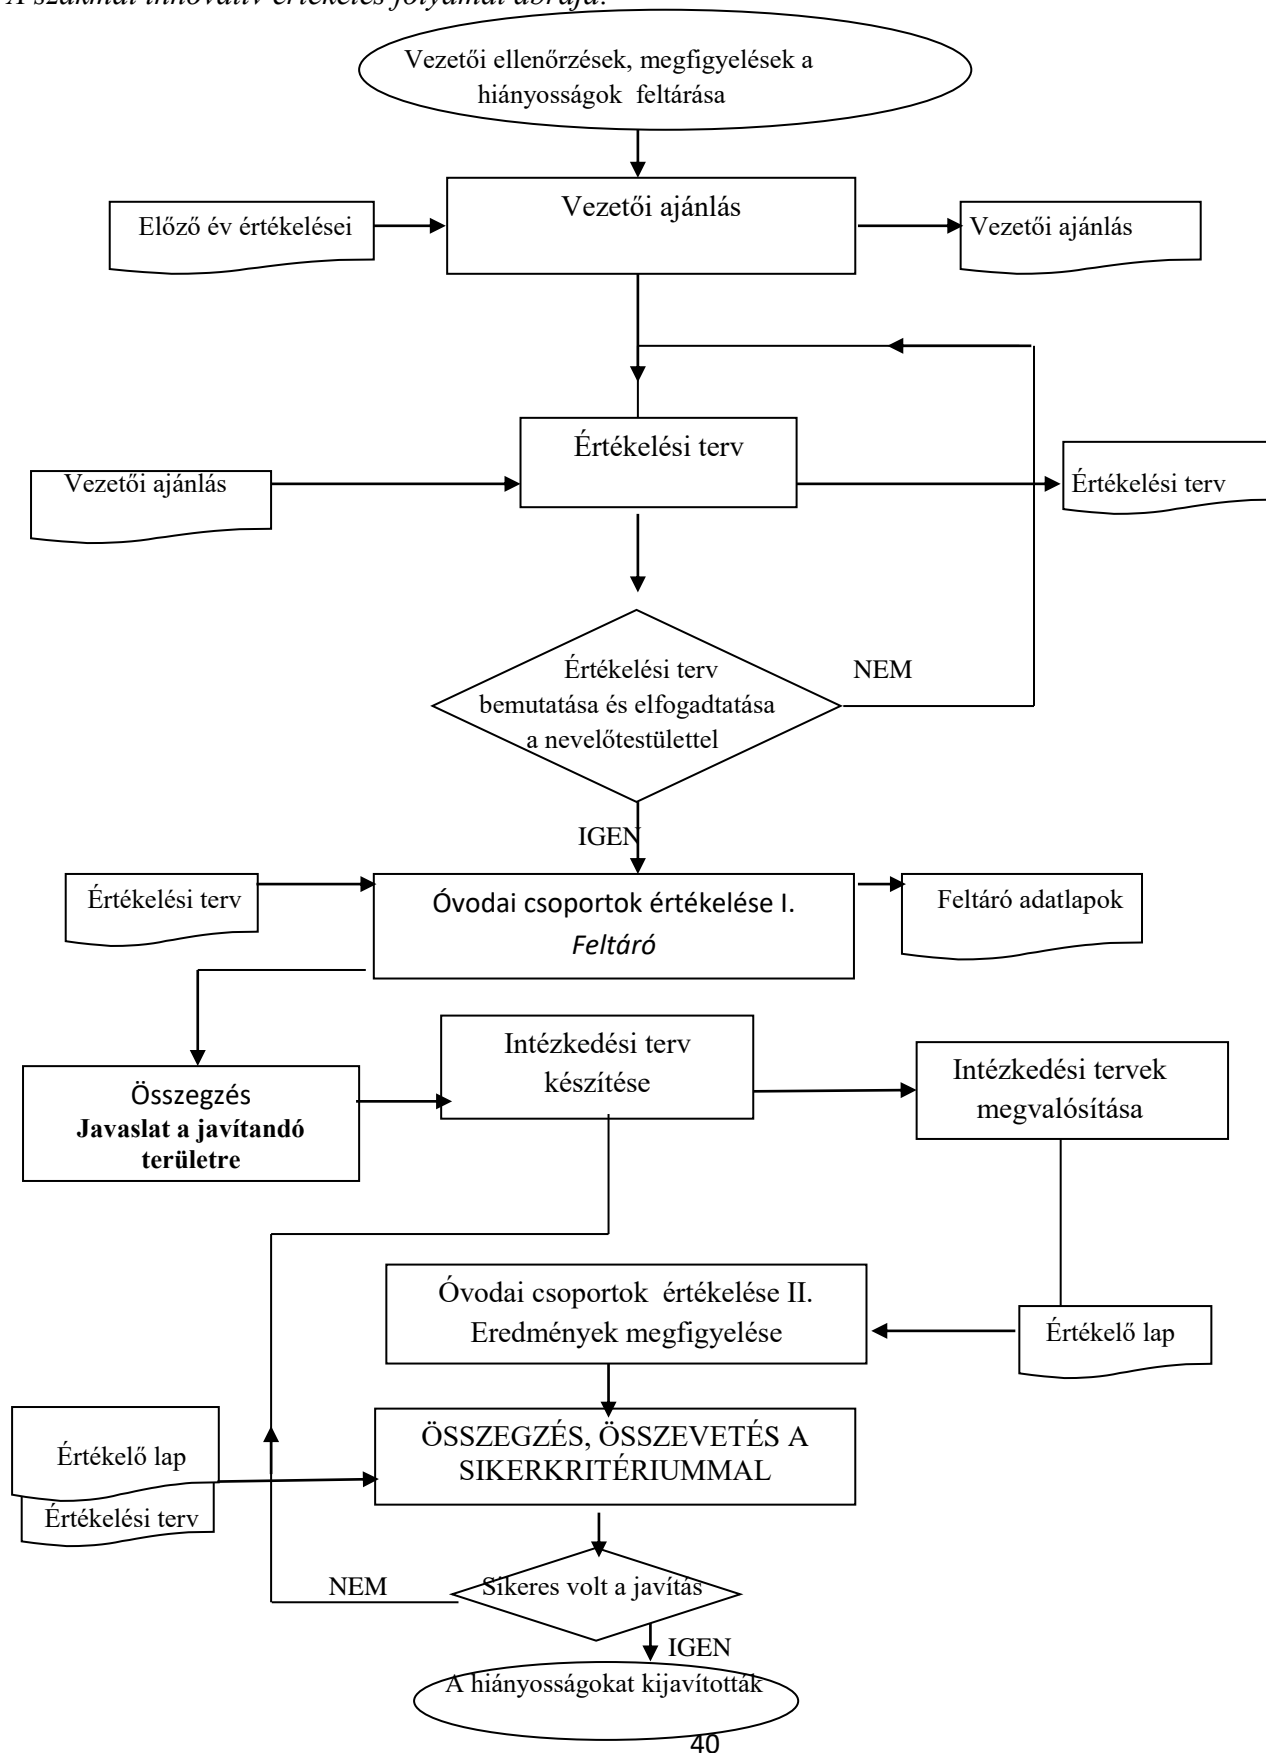 A szakmai innovatív értékelés folyamat ábrája:
Vezetői ellenőrzések, megfigyelések a
hiányosságok feltárása
Vezetői ajánlás
Előző év értékelései
Vezetői ajánlás
Értékelési terv
Vezetői ajánlás
Értékelési terv
Értékelési terv
bemutatása és elfogadtatása
a nevelőtestülettel
NEM
IGEN
Értékelési terv
Óvodai csoportok értékelése I.
Feltáró
Feltáró adatlapok
Intézkedési terv
készítése
Intézkedési tervek
megvalósítása
Összegzés
Javaslat a javítandó
területre
Óvodai csoportok értékelése II.
Eredmények megfigyelése
Értékelő lap
ÖSSZEGZÉS, ÖSSZEVETÉS A
SIKERKRITÉRIUMMAL
Értékelő lap
Értékelési terv
NEM
Sikeres volt a javítás
IGEN
A hiányosságokat kijavították
40